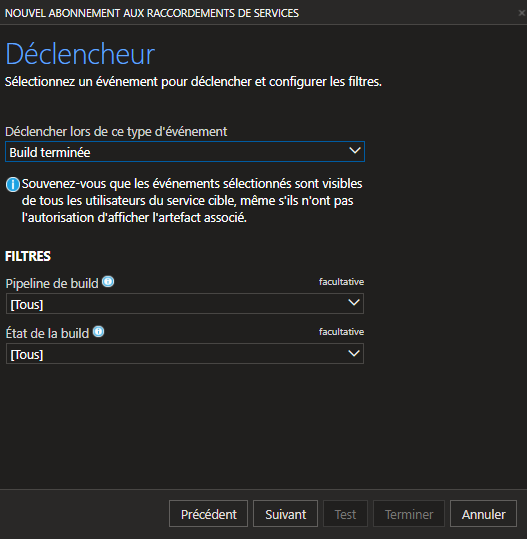 NOUVEL ABONNEMENT AUX RACCORDEMENTS DE SERVICES
Déclencheur
Sélectionnez un événement pour déclencher et configurer les filtres.
Déclencher lors de ce type d'événement
Build terminée
Souvenez-vous que les événements sélectionnés sont visibles
de tous les utilisateurs du service cible, même s'ils n'ont pas
l'autorisation d'afficher l'artefact associé.
FILTRES
Pipeline de build facultative
[Tous]
État de la build facultative
[Tous]
Précédent Suivant Test Terminer Annuler